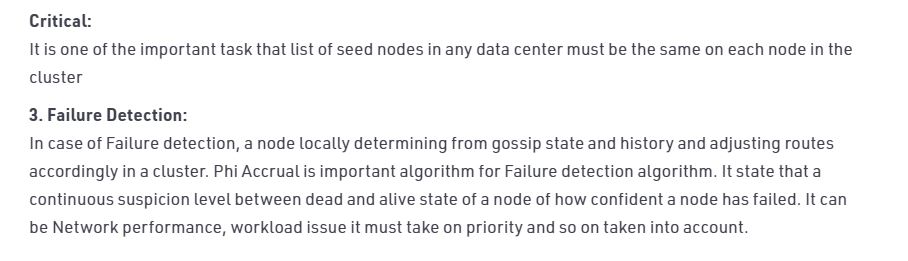 Critical:
It is one of the important task that list of seed nodes in any data center must be the same on each node in the
cluster
3. Failure Detection:
In case of Failure detection, a node locally determining from gossip state and history and adjusting routes
accordingly in a cluster. Phi Accrual is important algorithm for Failure detection algorithm. It state that a
continuous suspicion level between dead and alive state of a node of how confident a node has failed. It can
be Network performance, workload issue it must take on priority and so on taken into account.